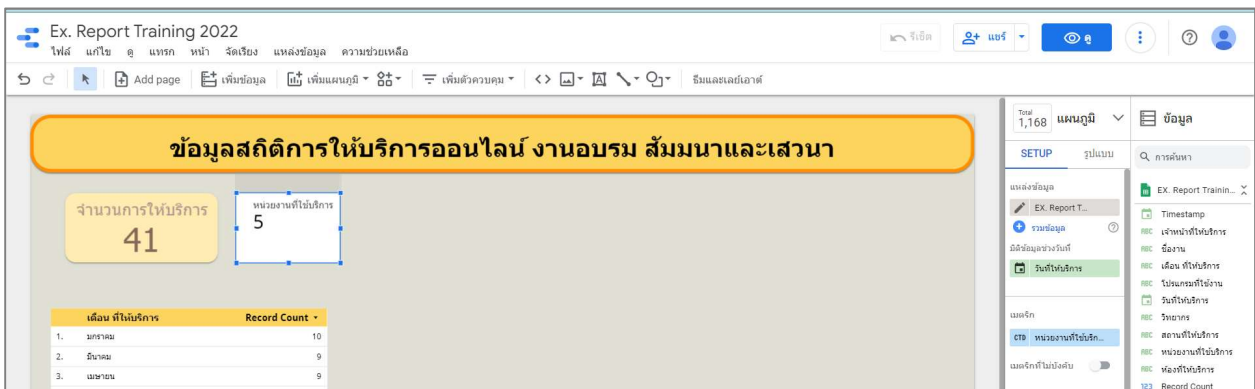 Ex. Report Training 2022
ไฟล์ แก้ไข ดู แทรก หน้า จัดเรียง แหล่งข้อมูล ความช่วยเหลือ
รีเซ็ต
แชร์
ดู
Add page
เพิ่มข้อมูล
เพิ่มแผนภูมิ
เพิ่มตัวควบคุม
ธีมและเลย์เอาต์
ข้อมูลสถิติการให้บริการออนไลน์ งานอบรม สัมมนาและเสวนา
จำนวนการให้บริการ
41
หน่วยงานที่ใช้บริการ
5
เดือน ที่ให้บริการ Record Count
1. มกราคม 10
2. มีนาคม 9
3. เมษายน 9
Total
1,168
แผนภูมิ
SETUP รูปแบบ
แหล่งข้อมูล
EX. Report T...
รวมข้อมูล
มิติข้อมูลช่วงวันที่
วันที่ให้บริการ
เมตริก
CTD หน่วยงานที่ใช้บริก...
เมตริกที่ไม่บังคับ
ข้อมูล
การค้นหา
EX. Report Trainin...
Timestamp
ABC เจ้าหน้าที่ให้บริการ
ABC ชื่องาน
ABC เดือน ที่ให้บริการ
ABC โปรแกรมที่ใช้งาน
วันที่ให้บริการ
ABC วิทยากร
ABC สถานที่ให้บริการ
ABC หน่วยงานที่ใช้บริการ
ABC ห้องที่ให้บริการ
123 Record Count